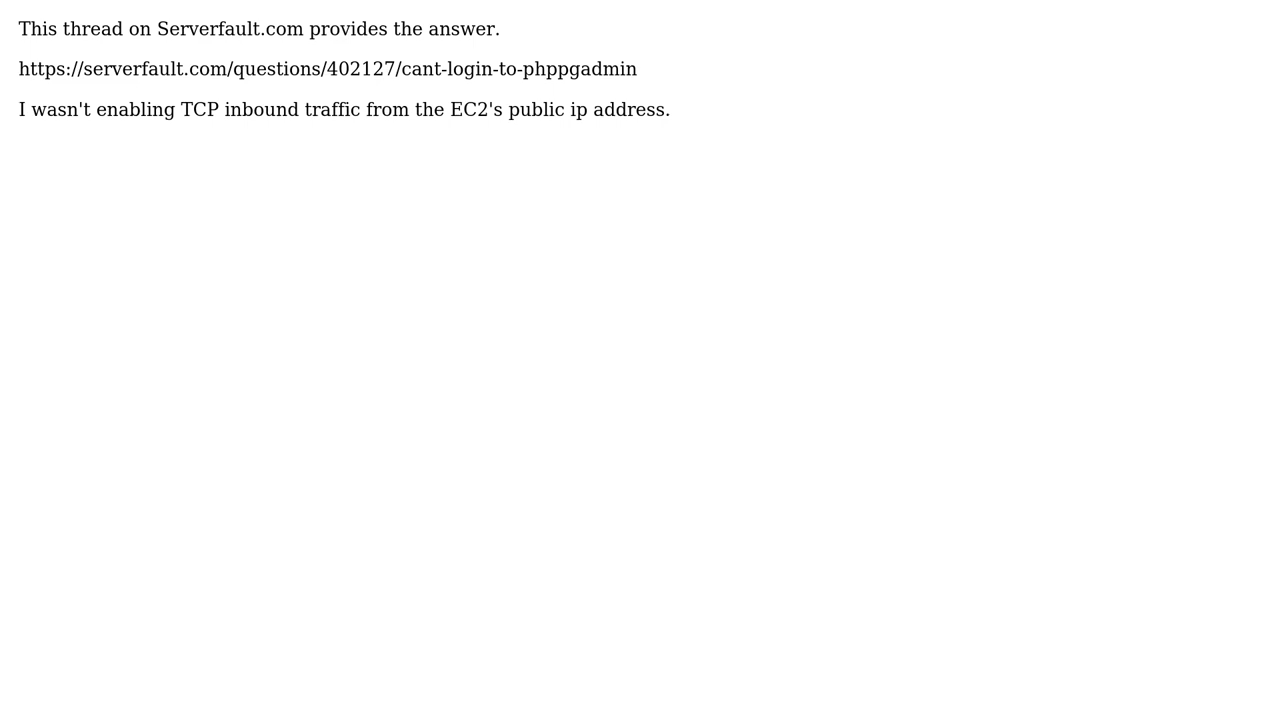 This thread on Serverfault.com provides the answer.
https://serverfault.com/questions/402127/cant-login-to-phppgadmin
I wasn't enabling TCP inbound traffic from the EC2's public ip address.